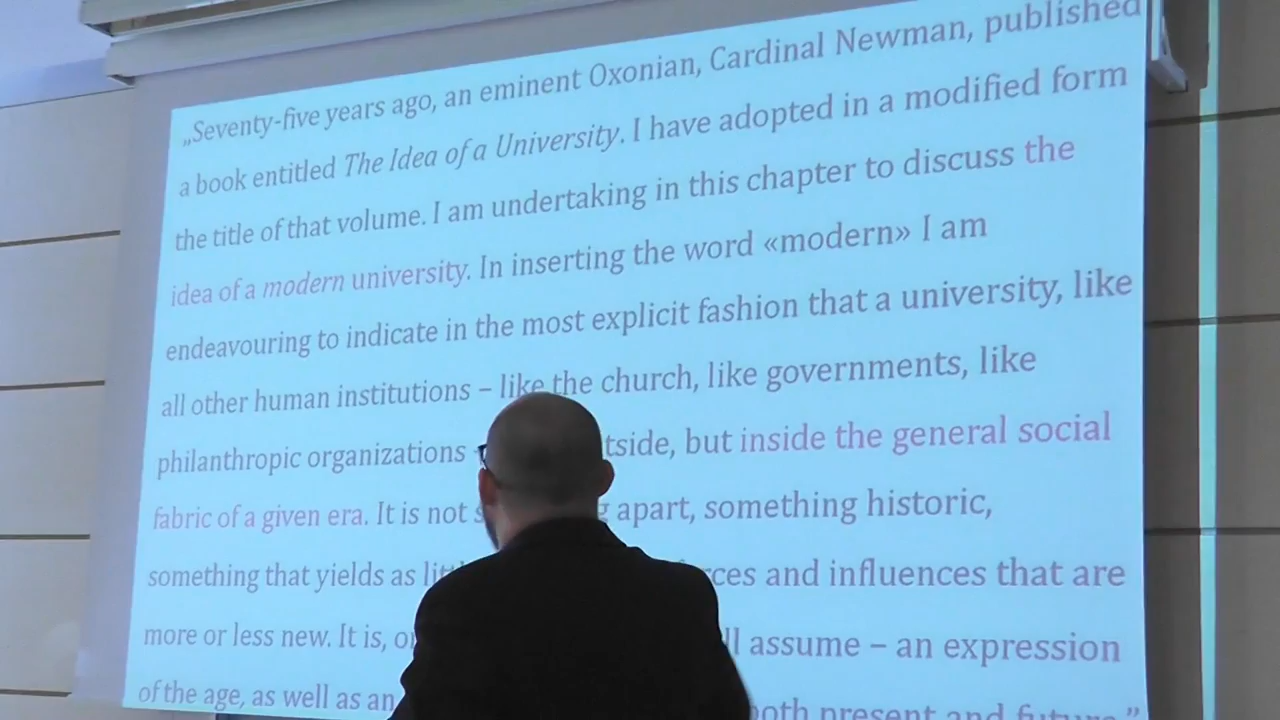 „Seventy-five years ago, an eminent Oxonian, Cardinal Newman, published
a book entitled The Idea of a University. I have adopted in a modified form
the title of that volume. I am undertaking in this chapter to discuss the
idea of a modern university. In inserting the word «modern» I am
endeavouring to indicate in the most explicit fashion that a university, like
all other human institutions – like the church, like governments, like
philanthropic organizations tside, but inside the general social
fabric of a given era. It is not apart, something historic,
something that yields as rces and influences that are
more or less new. It is, ll assume – an expression
of the age, as well as an both present and future.”